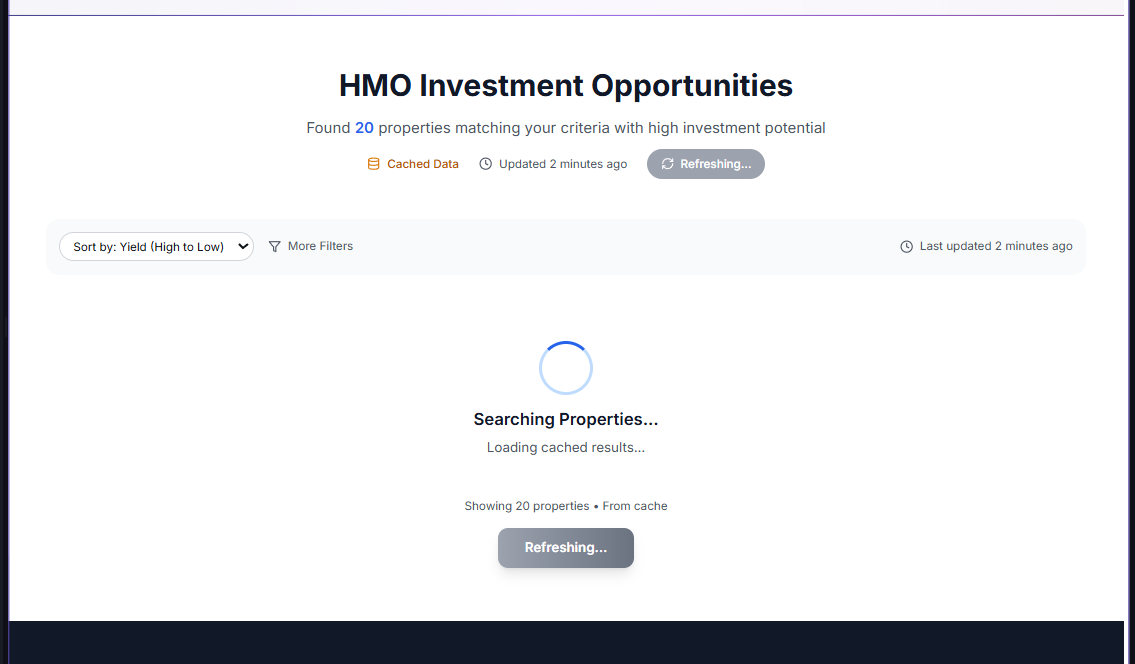 HMO Investment Opportunities
Found 20 properties matching your criteria with high investment potential
Cached Data Updated 2 minutes ago Refreshing...
Sort by: Yield (High to Low) More Filters Last updated 2 minutes ago
Searching Properties...
Loading cached results...
Showing 20 properties • From cache
Refreshing...